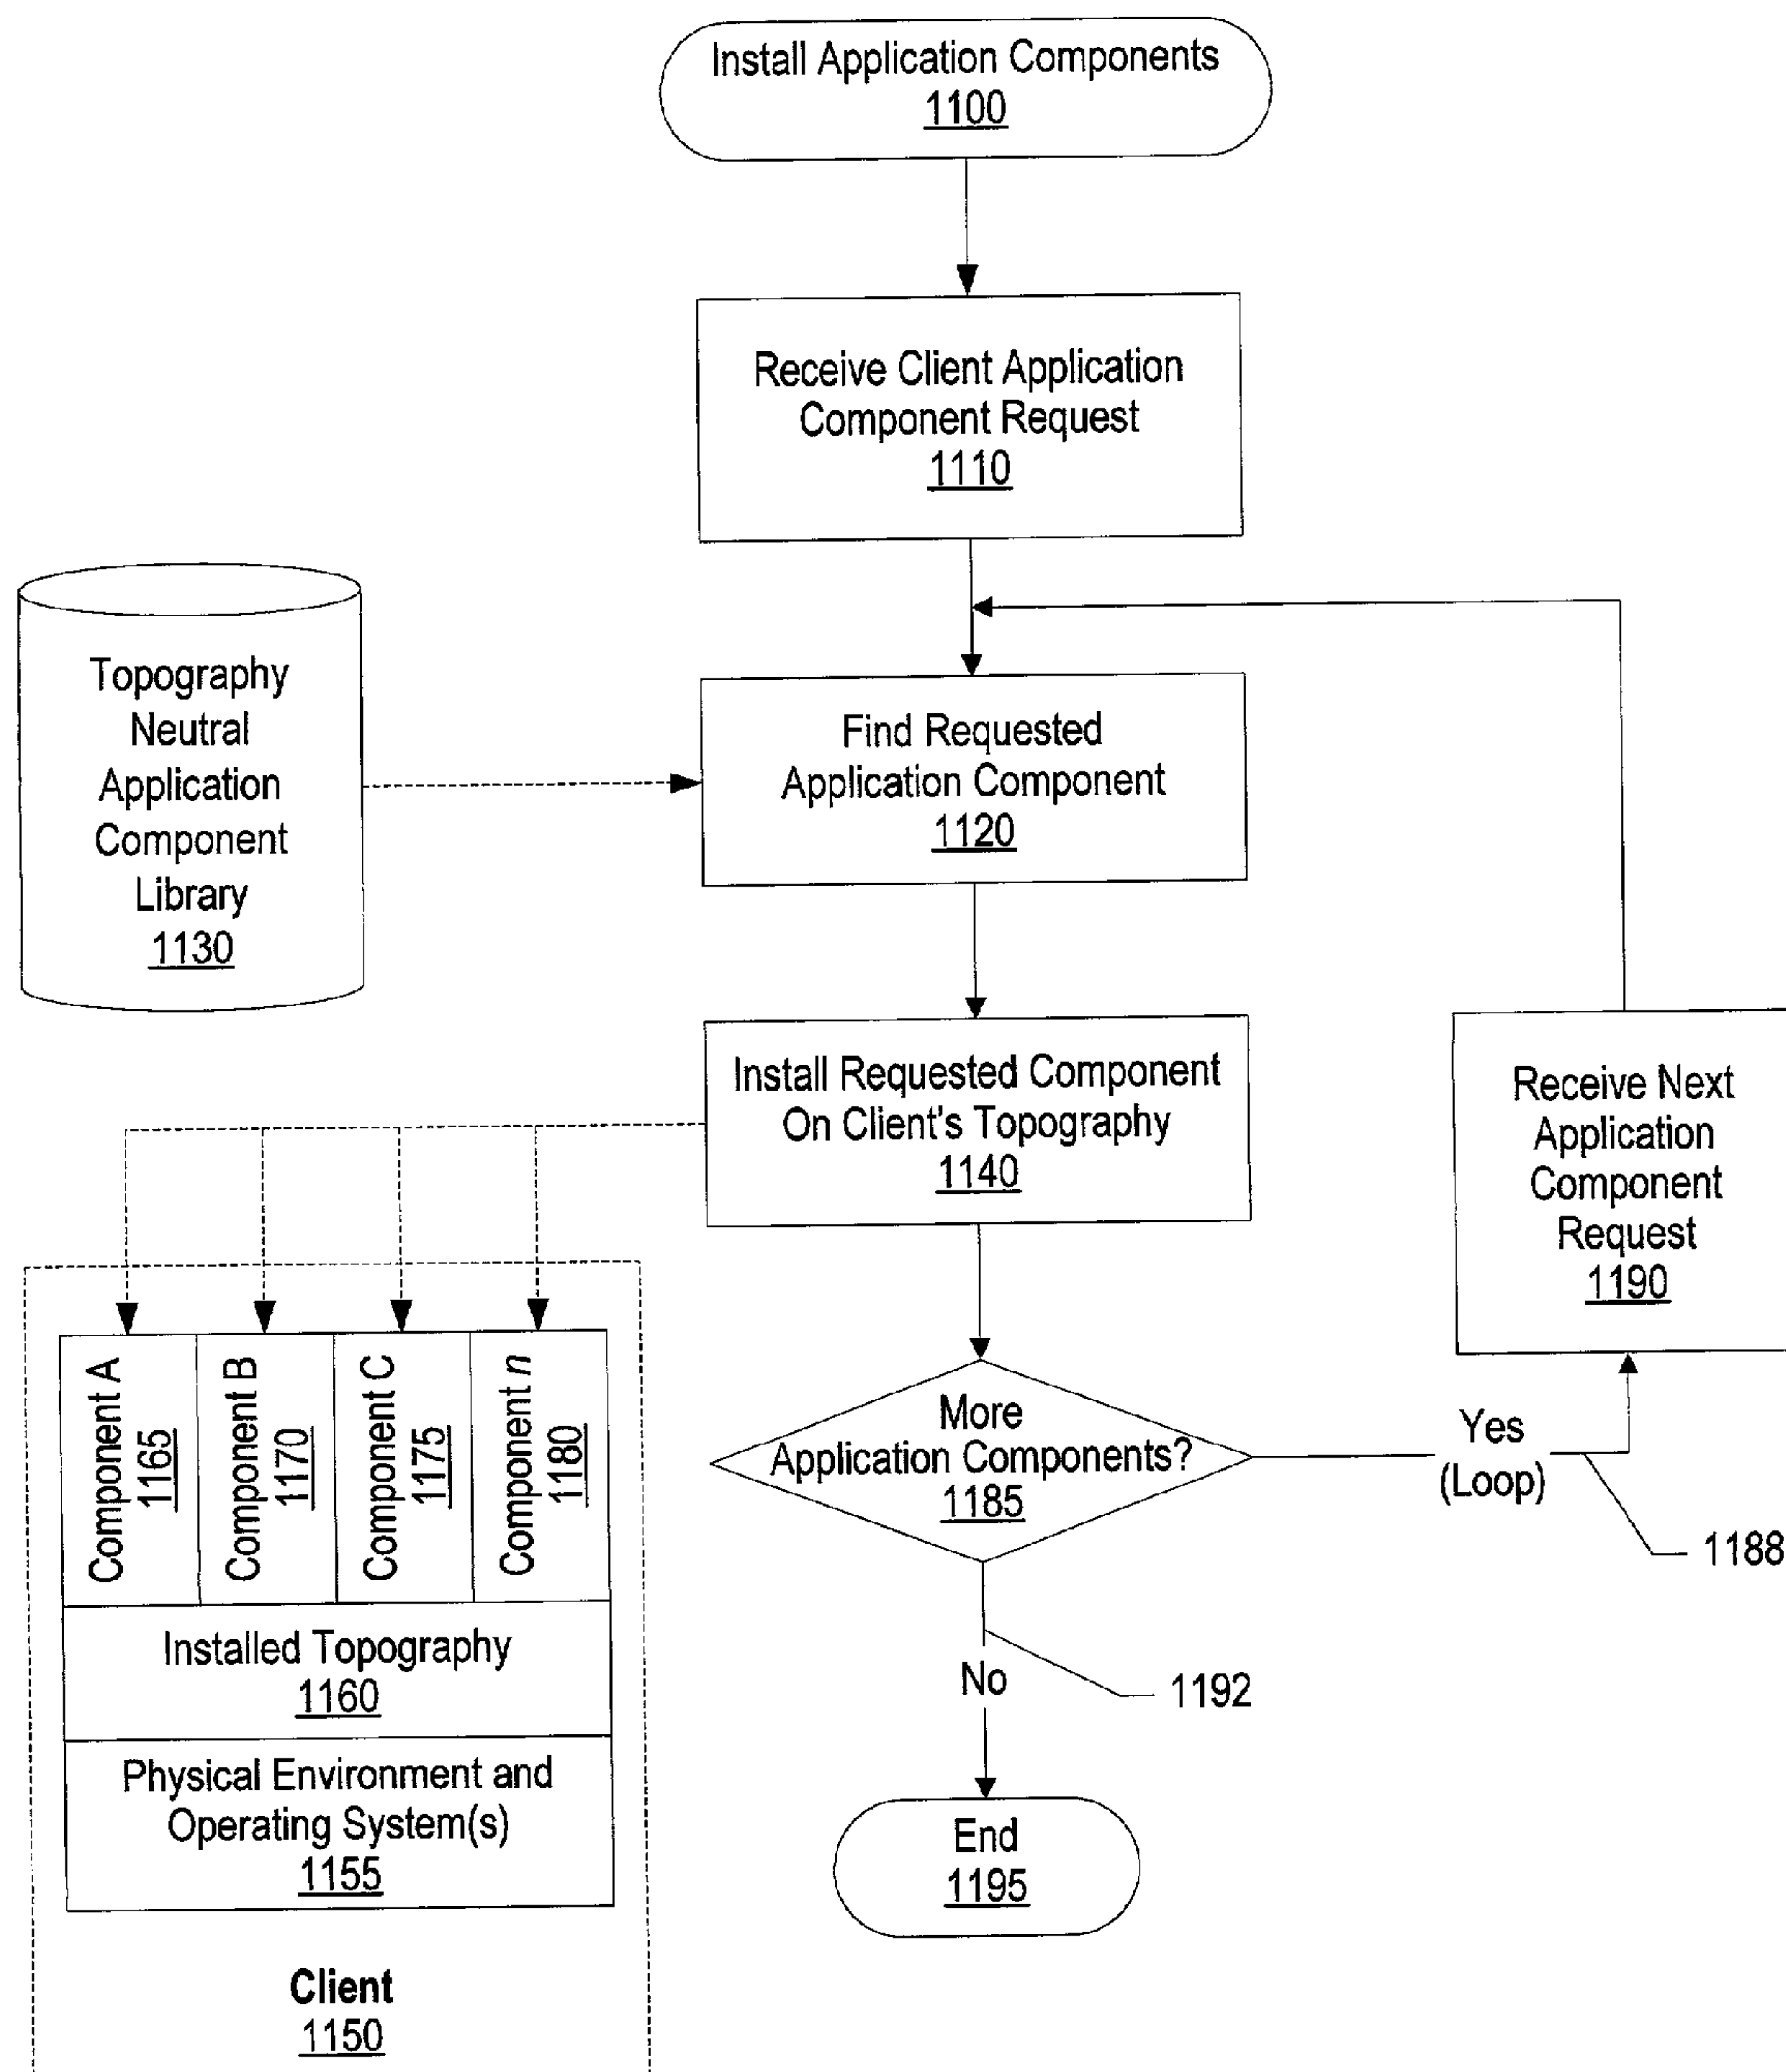 Install Application Components
1100
Receive Client Application
Component Request
1110
Topography
Neutral
Application
Component
Library
1130
Find Requested
Application Component
1120
Install Requested Component
On Client's Topography
1140
Receive Next
Application
Component
Request
1190
Component A
1165
Component B
1170
Component C
1175
Component n
1180
Installed Topography
1160
Physical Environment and
Operating System(s)
1155
Client
1150
More
Application Components?
1185
Yes
(Loop)
1188
No
1192
End
1195